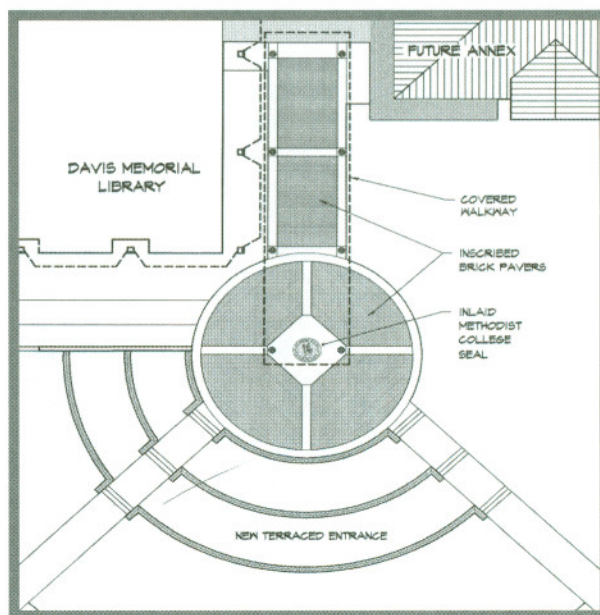 FUTURE ANNEX
DAVIS MEMORIAL
LIBRARY
COVERED
WALKWAY
INSCRIBED
BRICK PAVERS
INLAID
METHODIST
COLLEGE
SEAL
NEW TERRACED ENTRANCE